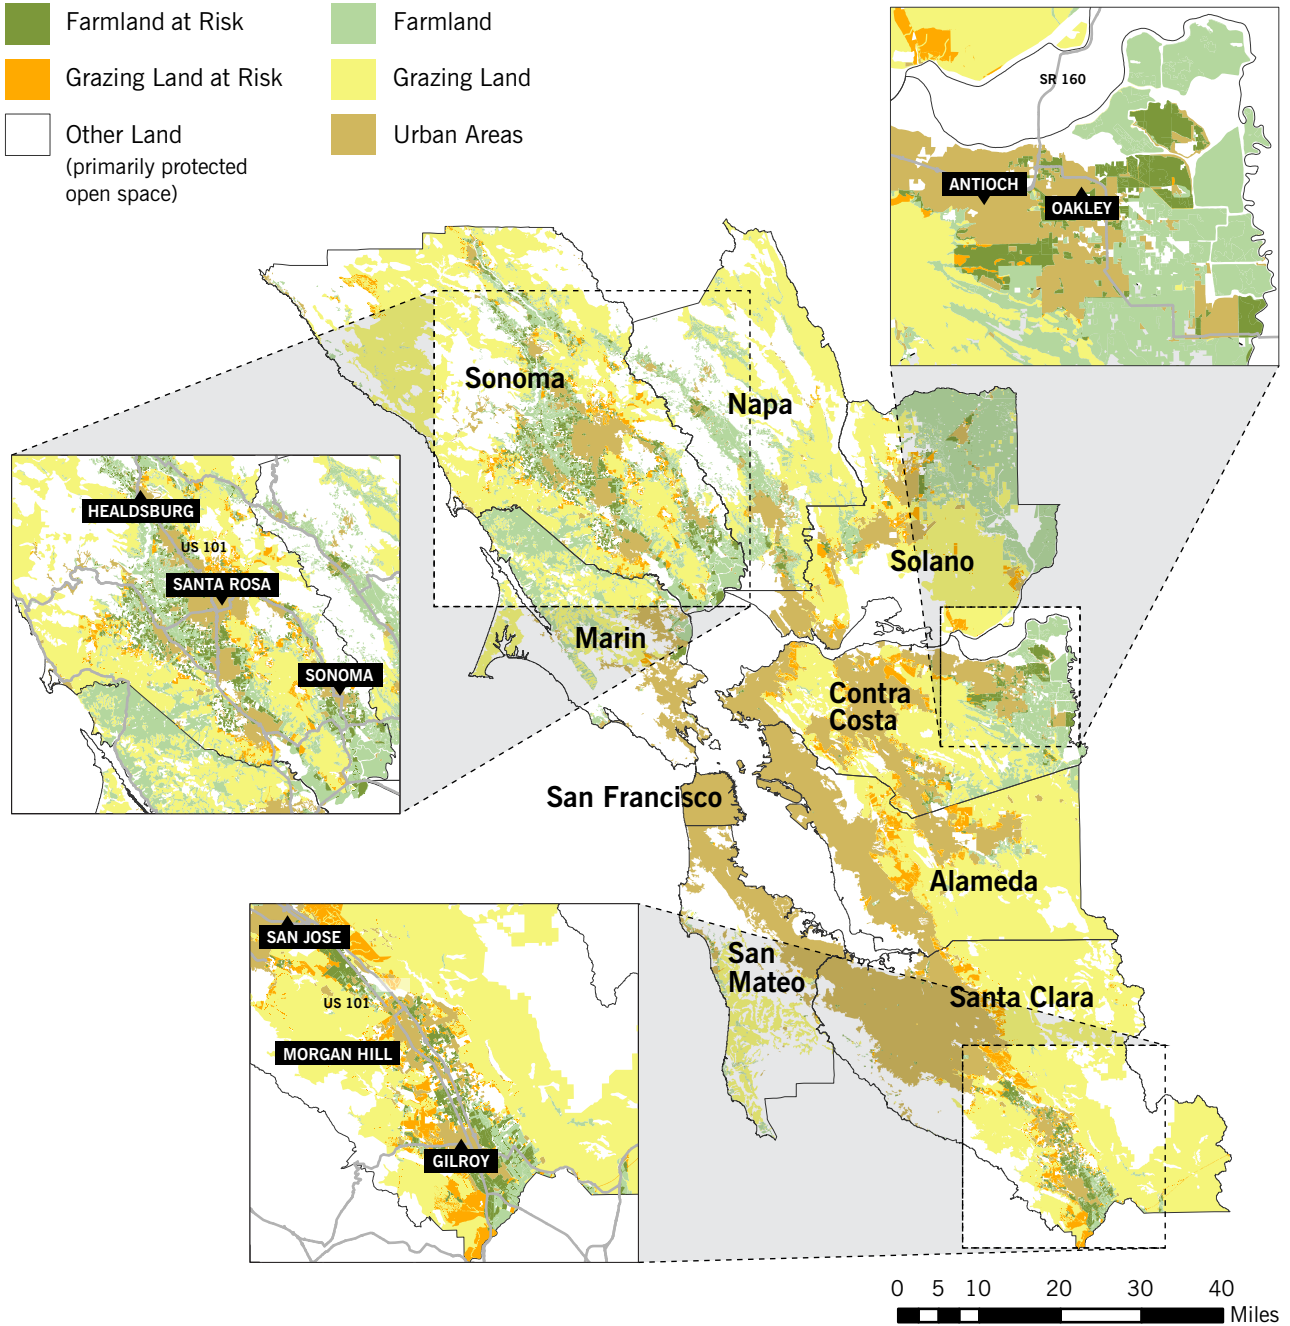 Farmland at Risk
Farmland
Grazing Land at Risk
Grazing Land
Other Land
(primarily protected
open space)
Urban Areas
SR 160
ANTIOCH
OAKLEY
Sonoma
Napa
Solano
Marin
Contra
Costa
San Francisco
Alameda
San
Mateo
Santa Clara
HEALDSBURG
US 101
SANTA ROSA
SONOMA
SAN JOSE
US 101
MORGAN HILL
GILROY
0 5 10 20 30 40
Miles